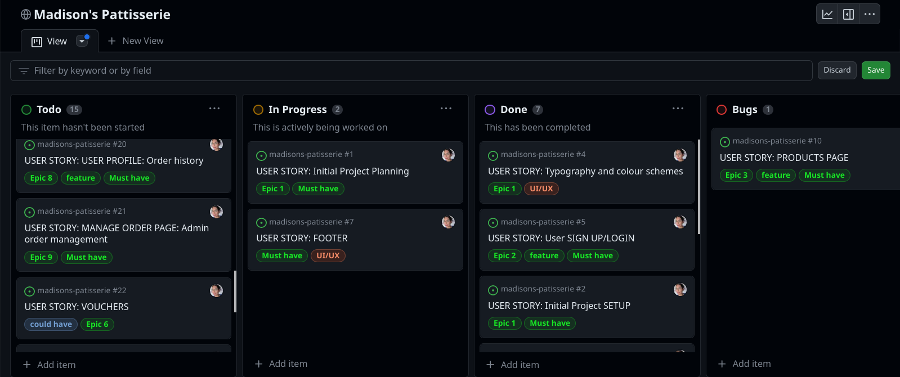 Madison's Pattisserie
View
New View
Filter by keyword or by field
Discard
Save
Todo 15
This item hasn't been started
madisons-patisserie #20
USER STORY: USER PROFILE: Order history
Epic 8 feature Must have
madisons-patisserie #21
USER STORY: MANAGE ORDER PAGE: Admin
order management
Epic 9 Must have
madisons-patisserie #22
USER STORY: VOUCHERS
could have Epic 6
+ Add item
In Progress 2
This is actively being worked on
madisons-patisserie #1
USER STORY: Initial Project Planning
Epic 1 Must have
madisons-patisserie #7
USER STORY: FOOTER
Must have UI/UX
+ Add item
Done 7
This has been completed
madisons-patisserie #4
USER STORY: Typography and colour schemes
Epic 1 UI/UX
madisons-patisserie #5
USER STORY: User SIGN UP/LOGIN
Epic 2 feature Must have
madisons-patisserie #2
USER STORY: Initial Project SETUP
Epic 1 Must have
+ Add item
Bugs 1
madisons-patisserie #10
USER STORY: PRODUCTS PAGE
Epic 3 feature Must have
+ Add item